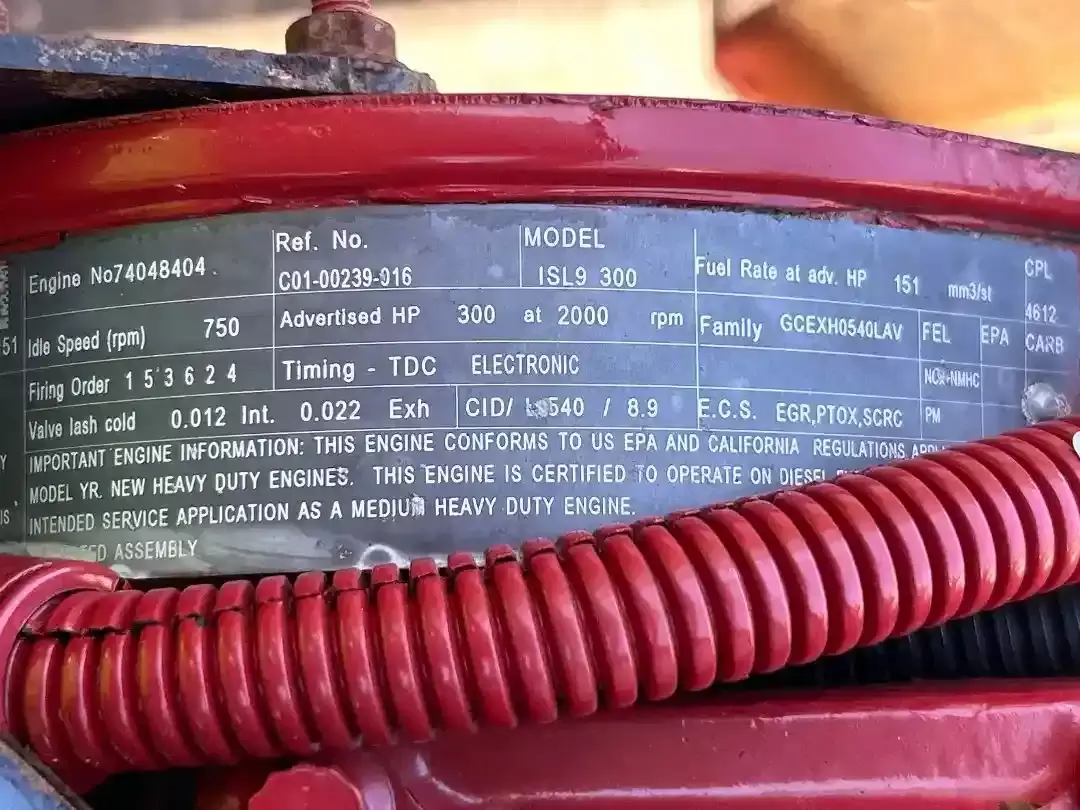 Engine No74048404
Ref. No.
C01-00239-016
MODEL
ISL9 300
Fuel Rate at adv. HP 151 mm3/st
CPL
4612
51
Idle Speed (rpm) 750
Advertised HP 300 at 2000 rpm
Family GCEXH0540LAV
FEL
EPA
CARB
Firing Order 1 5 3 6 2 4
Timing - TDC ELECTRONIC
NOx+NMHC
Valve lash cold 0.012 Int. 0.022 Exh
CID/ 540 / 8.9
E.C.S. EGR,PTOX,SCRC
PM
IMPORTANT ENGINE INFORMATION: THIS ENGINE CONFORMS TO US EPA AND CALIFORNIA REGULATIONS
MODEL YR. NEW HEAVY DUTY ENGINES. THIS ENGINE IS CERTIFIED TO OPERATE ON DIESEL
INTENDED SERVICE APPLICATION AS A MEDIUM HEAVY DUTY ENGINE.
ASSEMBLY